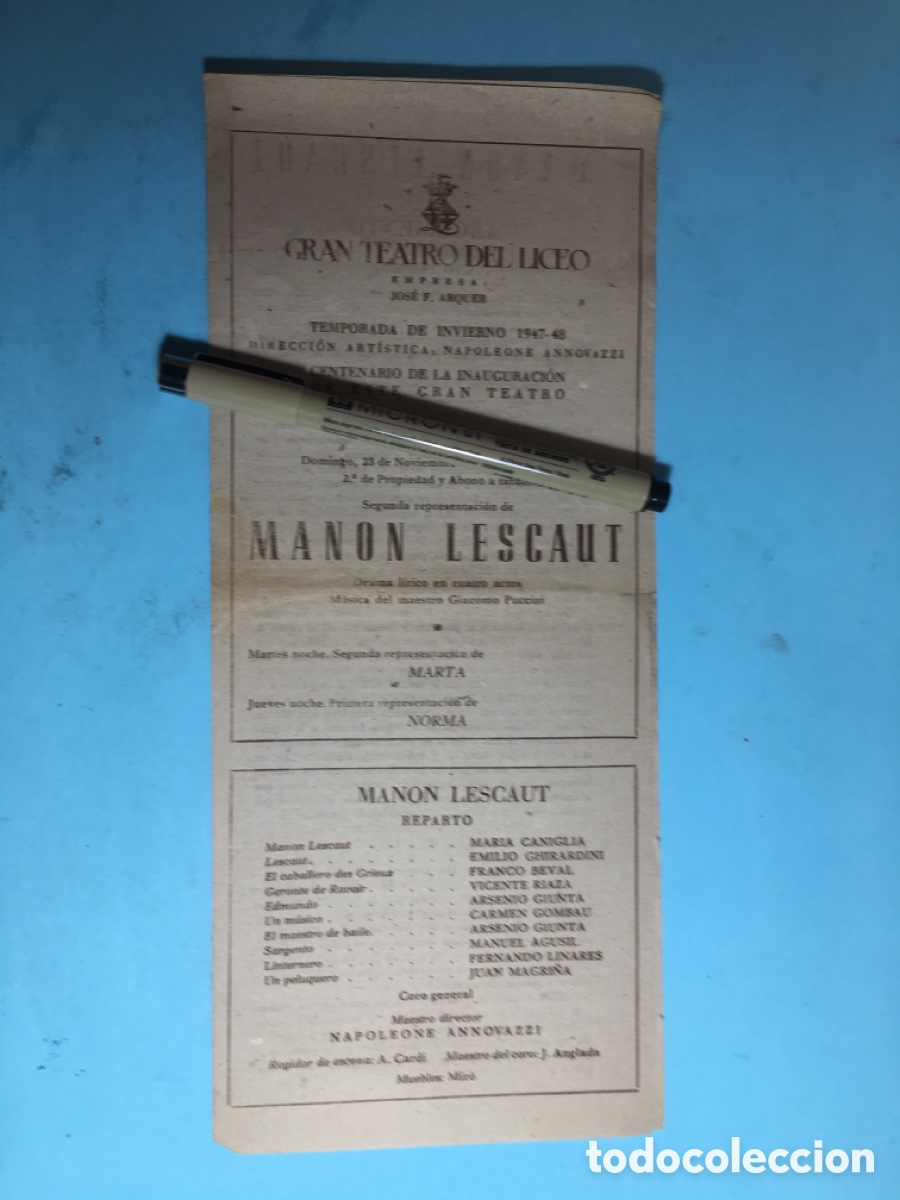 GRAN TEATRO DEL LICEO
EMPRESA:
JOSÉ F. ARQUER
TEMPORADA DE INVIERNO 1947-48
DIRECCIÓN ARTÍSTICA: NAPOLEONE ANNOVAZZI
CENTENARIO DE LA INAUGURACIÓN
DE ESTE GRAN TEATRO
MICRON
Domingo, 23 de Noviem
2.ª de Propiedad y Abono a
Segunda representación de
MANON LESCAUT
Drama lírico en cuatro actos
Música del maestro Giacomo Puccini
Martes noche. Segunda representación de
MARTA
Jueves noche. Primera representación de
NORMA
MANON LESCAUT
REPARTO
Manon Lescaut . . . . . MARIA CANIGLIA
Lescaut. . . . . . . . EMILIO GHIRARDINI
El caballero des Grieux . . . FRANCO BEVAL
Geronte de Ravoir . . . . . VICENTE RIAZA
Edmundo . . . . . . . ARSENIO GIUNTA
Un músico . . . . . . . CARMEN GOMBAU
El maestro de baile. . . . . ARSENIO GIUNTA
Sargento . . . . . . . MANUEL AGUSIL
Linternero . . . . . . . FERNANDO LINARES
Un peluquero . . . . . . JUAN MAGRIÑA
Coro general
Maestro director
NAPOLEONE ANNOVAZZI
Regidor de escena: A. Cardi Maestro del coro: J. Anglada
Muebles: Miró
todocoleccion